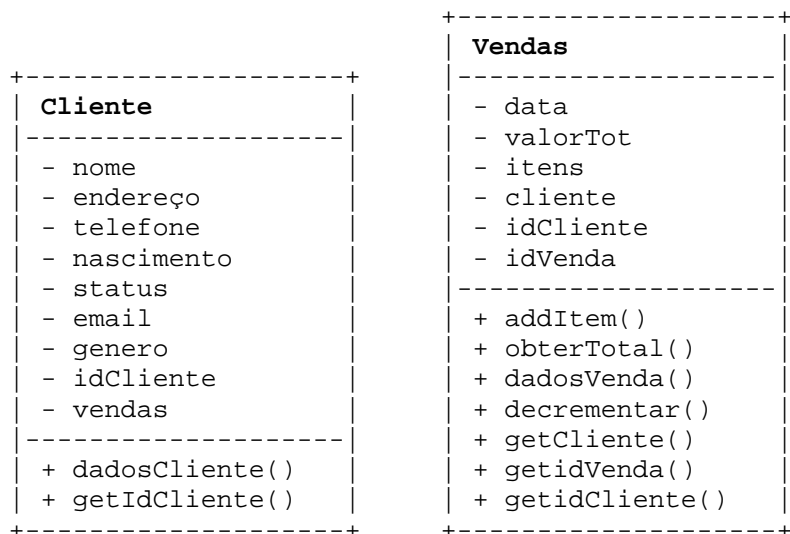 Cliente
- nome
- endereço
- telefone
- nascimento
- status
- email
- genero
- idCliente
- vendas
+ dadosCliente()
+ getIdCliente()
Vendas
- data
- valorTot
- itens
- cliente
- idCliente
- idVenda
+ addItem()
+ obterTotal()
+ dadosVenda()
+ decrementar()
+ getCliente()
+ getidVenda()
+ getidCliente()